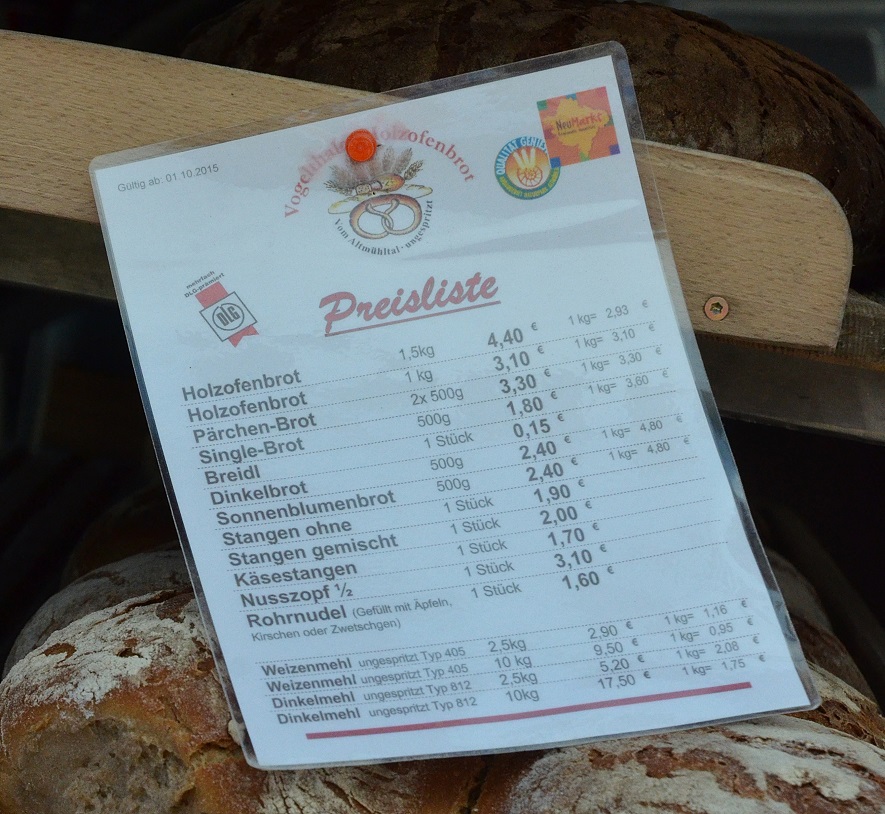 Gültig ab: 01.10.2015
Holzofenbrot
Vom Altmühltal - ungespritzt
QUALITÄT
NeuMarkt
mehrfach
DLG-prämiert
DLG
Preisliste
Holzofenbrot 1,5kg 4,40 € 1 kg= 2,93 €
Holzofenbrot 1 kg 3,10 € 1 kg= 3,10 €
Pärchen-Brot 2x 500g 3,30 € 1 kg= 3,30 €
Single-Brot 500g 1,80 € 1 kg= 3,60 €
Breidl 1 Stück 0,15 €
Dinkelbrot 500g 2,40 € 1 kg= 4,80 €
Sonnenblumenbrot 500g 2,40 € 1 kg= 4,80 €
Stangen ohne 1 Stück 1,90 €
Stangen gemischt 1 Stück 2,00 €
Käsestangen 1 Stück 1,70 €
Nusszopf ½ 1 Stück 3,10 €
Rohrnudel (Gefüllt mit Äpfeln, 1 Stück 1,60 €
Kirschen oder Zwetschgen)
Weizenmehl ungespritzt Typ 405 2,5kg 2,90 € 1 kg= 1,16 €
Weizenmehl ungespritzt Typ 405 10 kg 9,50 € 1 kg= 0,95 €
Dinkelmehl ungespritzt Typ 812 2,5kg 5,20 € 1 kg= 2,08 €
Dinkelmehl ungespritzt Typ 812 10kg 17,50 € 1 kg= 1,75 €